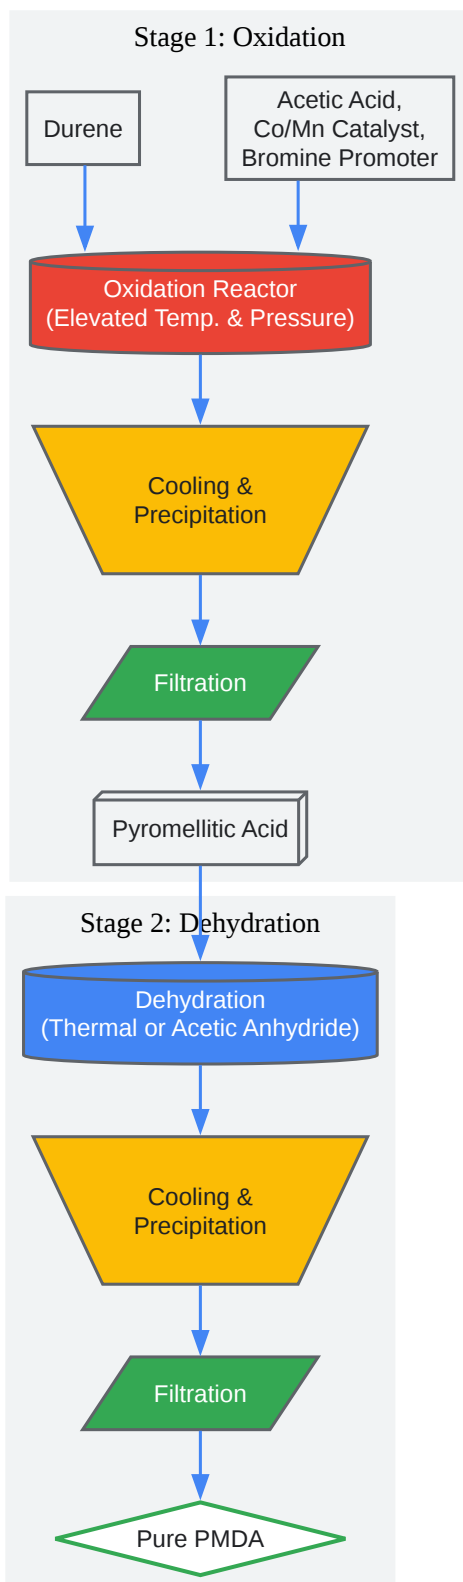 Stage 1: Oxidation
Durene
Acetic Acid,
Co/Mn Catalyst,
Bromine Promoter
Oxidation Reactor
(Elevated Temp. & Pressure)
Cooling &
Precipitation
Filtration
Pyromellitic Acid
Stage 2: Dehydration
Dehydration
(Thermal or Acetic Anhydride)
Cooling &
Precipitation
Filtration
Pure PMDA